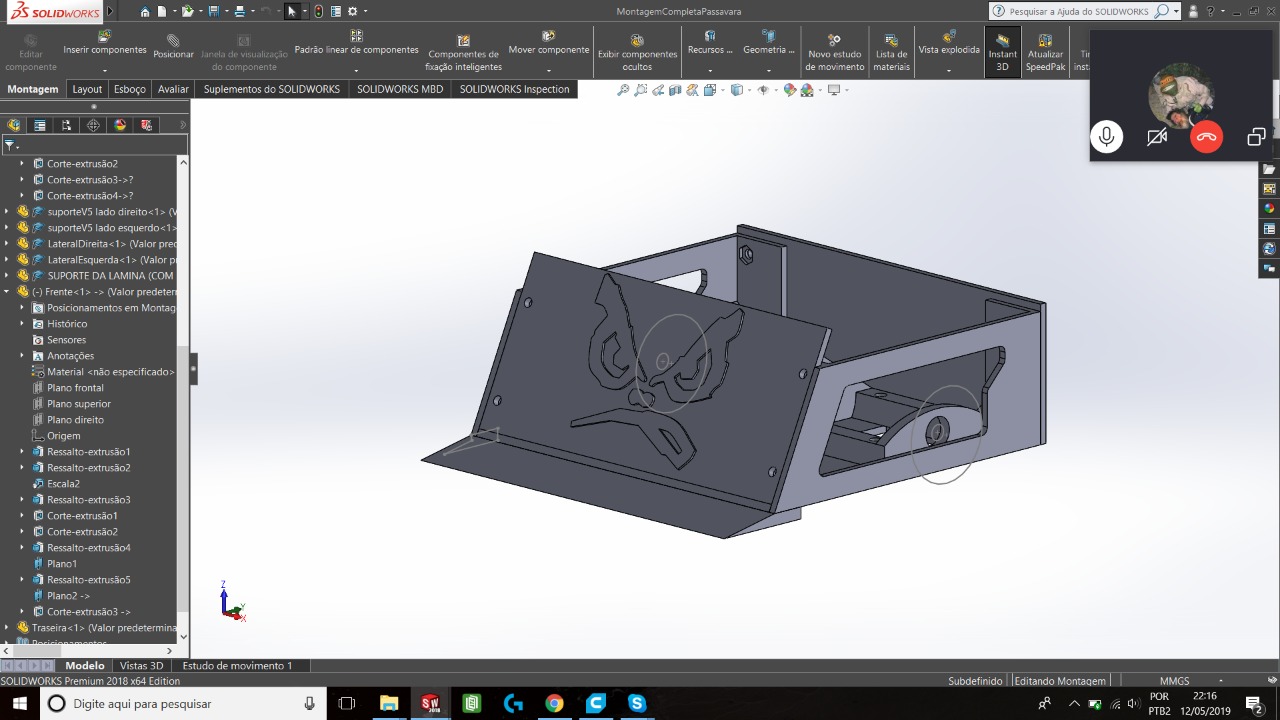 SOLIDWORKS
MontagemCompletaPassavara
Pesquisar a Ajuda do SOLIDWORKS
Editar componente
Inserir componentes
Posicionar
Janela de visualização do componente
Padrão linear de componentes
Componentes de fixação inteligentes
Mover componente
Exibir componentes ocultos
Recursos ...
Geometria ...
Novo estudo de movimento
Lista de materiais
Vista explodida
Instant 3D
Atualizar SpeedPak
Montagem
Layout
Esboço
Avaliar
Suplementos do SOLIDWORKS
SOLIDWORKS MBD
SOLIDWORKS Inspection
Corte-extrusão2
Corte-extrusão3->?
Corte-extrusão4->?
suporteV5 lado direito<1> (V
suporteV5 lado esquerdo<1>
LateralDireita<1> (Valor prec
LateralEsquerda<1> (Valor p
SUPORTE DA LAMINA (COM
(-) Frente<1> -> (Valor predeter
Posicionamentos em Montag
Histórico
Sensores
Anotações
Material <não especificado>
Plano frontal
Plano superior
Plano direito
Origem
Ressalto-extrusão1
Ressalto-extrusão2
Escala2
Ressalto-extrusão3
Corte-extrusão1
Corte-extrusão2
Ressalto-extrusão4
Plano1
Ressalto-extrusão5
Plano2 ->
Corte-extrusão3 ->
Traseira<1> (Valor predetermina
Z
Y
X
Modelo
Vistas 3D
Estudo de movimento 1
SOLIDWORKS Premium 2018 x64 Edition
Subdefinido
Editando Montagem
MMGS
Digite aqui para pesquisar
SW
2018
POR
PTB2
22:16
12/05/2019
2